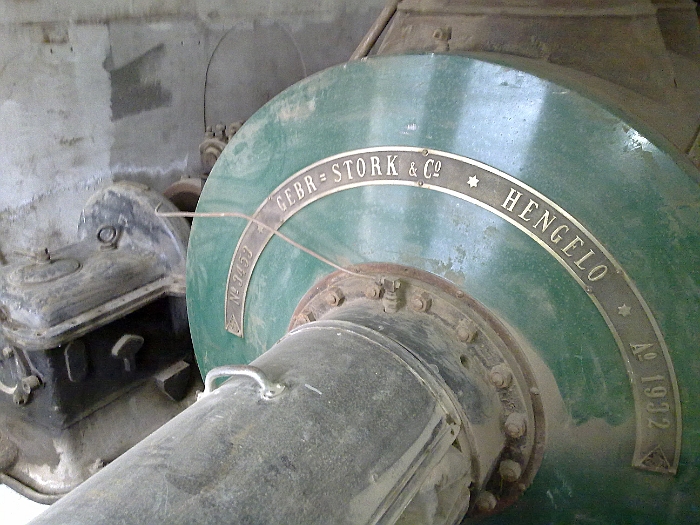 GEBR= STORK & Cº ★ HENGELO ★ Aº 1932